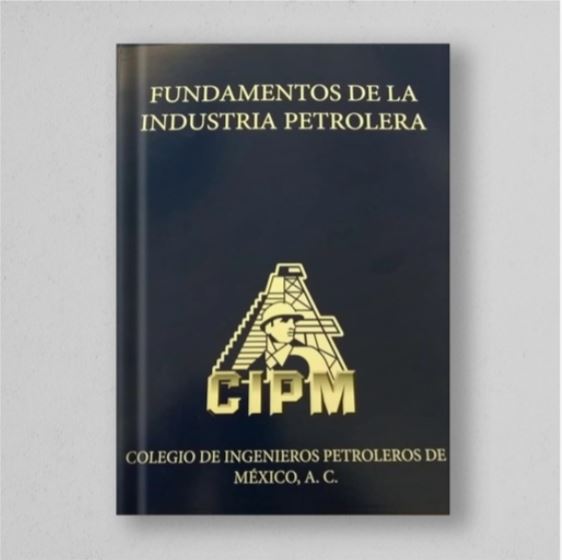 FUNDAMENTOS DE LA
INDUSTRIA PETROLERA
CIPM
COLEGIO DE INGENIEROS PETROLEROS DE
MÉXICO, A. C.